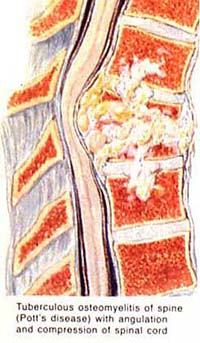 Tuberculous osteomyelitis of spine
(Pott's disease) with angulation
and compression of spinal cord